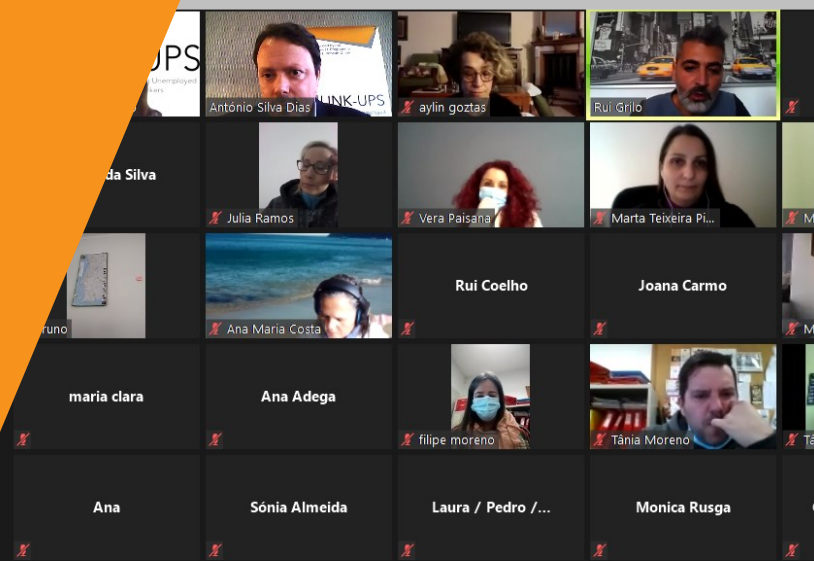 UPS
Unemployed
kers
LINK-UPS
António Silva Dias
aylin goztas
Rui Grilo
da Silva
Julia Ramos
Vera Paisana
Marta Teixeira Pi...
M
runo
Ana Maria Costa
Rui Coelho
Joana Carmo
M
maria clara
Ana Adega
filipe moreno
Tânia Moreno
Tâ
Ana
Sónia Almeida
Laura / Pedro /...
Monica Rusga